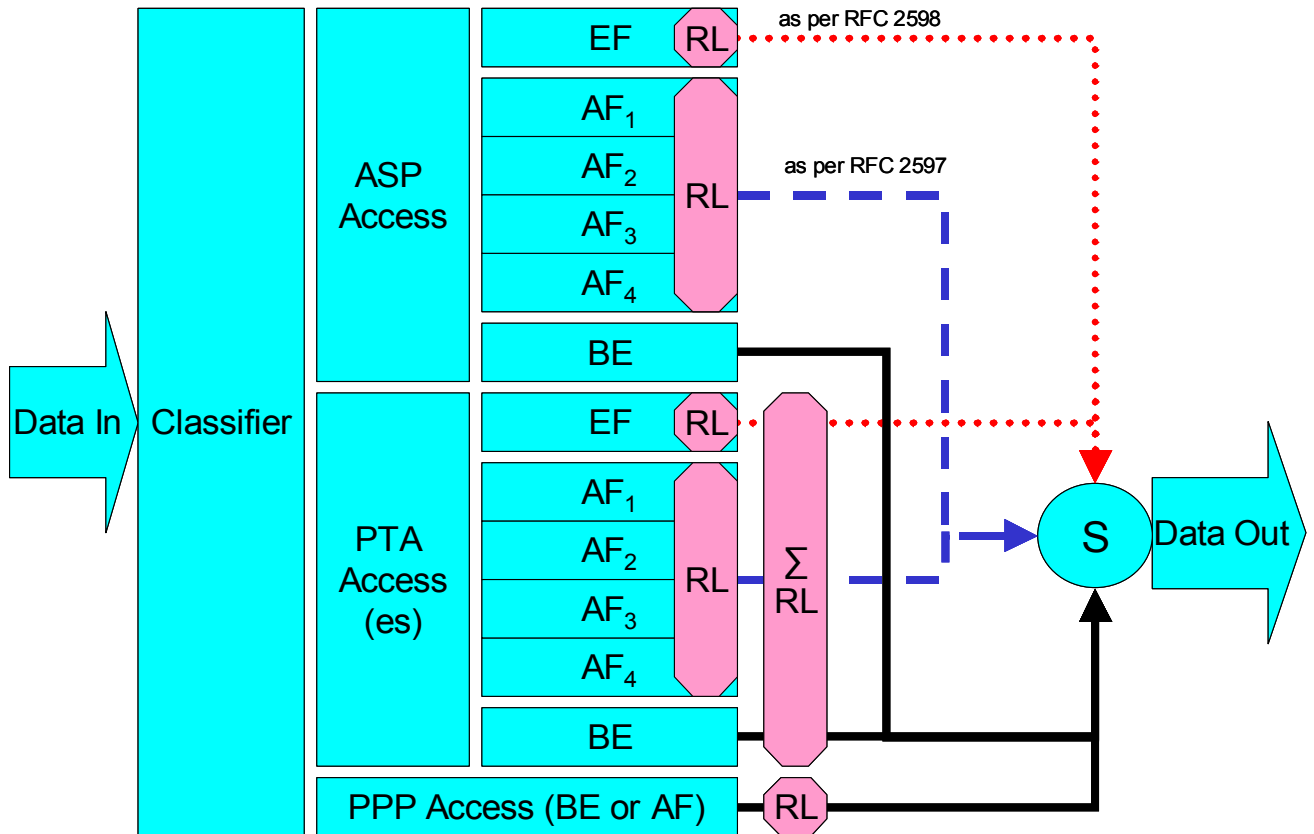 as per RFC 2598
EF
RL
AF1
AF2
AF3
AF4
RL
as per RFC 2597
ASP
Access
BE
Data In
Classifier
EF
RL
AF1
AF2
AF3
AF4
RL
Σ
RL
PTA
Access
(es)
S
Data Out
BE
PPP Access (BE or AF)
RL